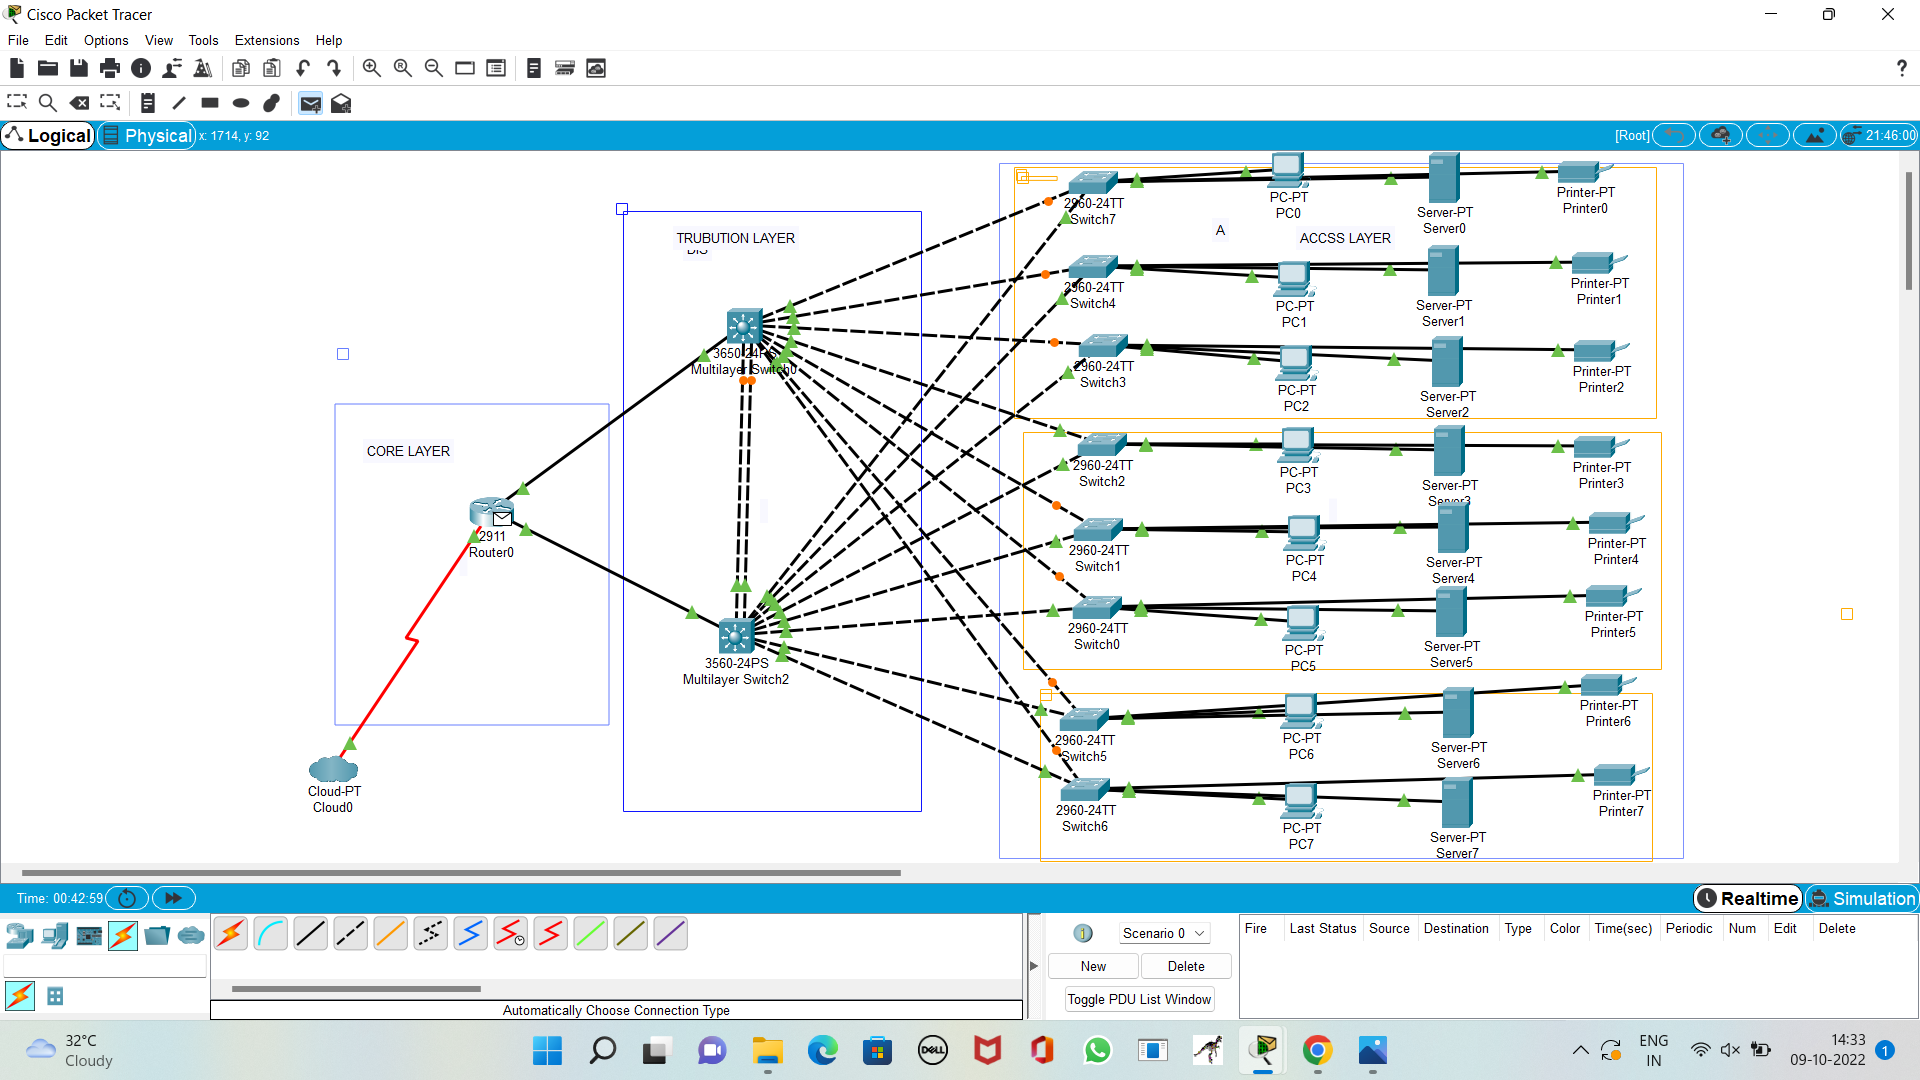 Cisco Packet Tracer
File Edit Options View Tools Extensions Help
?
Logical Physical x: 1714, y: 92 [Root] 21:46:00
TRUBUTION LAYER
DIS
3650-24PS
Multilayer Switch0
CORE LAYER
2911
Router0
3560-24PS
Multilayer Switch2
Cloud-PT
Cloud0
A
ACCSS LAYER
2960-24TT
Switch7
PC-PT
PC0
Server-PT
Server0
Printer-PT
Printer0
2960-24TT
Switch4
PC-PT
PC1
Server-PT
Server1
Printer-PT
Printer1
2960-24TT
Switch3
PC-PT
PC2
Server-PT
Server2
Printer-PT
Printer2
2960-24TT
Switch2
PC-PT
PC3
Server-PT
Server3
Printer-PT
Printer3
2960-24TT
Switch1
PC-PT
PC4
Server-PT
Server4
Printer-PT
Printer4
2960-24TT
Switch0
PC-PT
PC5
Server-PT
Server5
Printer-PT
Printer5
2960-24TT
Switch5
PC-PT
PC6
Server-PT
Server6
Printer-PT
Printer6
2960-24TT
Switch6
PC-PT
PC7
Server-PT
Server7
Printer-PT
Printer7
Time: 00:42:59
Realtime Simulation
Scenario 0
New Delete
Toggle PDU List Window
Fire Last Status Source Destination Type Color Time(sec) Periodic Num Edit Delete
Automatically Choose Connection Type
32°C
Cloudy
DELL
ENG
IN
14:33
09-10-2022
1